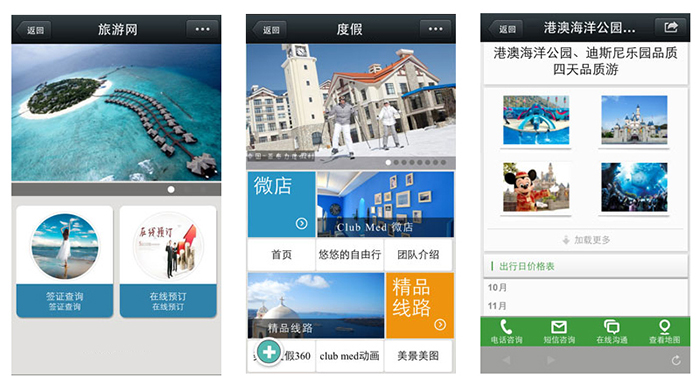 返回
旅游网
签证查询
签证查询
在线预订
在线预订
在线预订
返回
度假
微店
Club Med 微店
首页
悠悠的自由行
团队介绍
精品线路
精品
线路
假360
club med动画
美景美图
返回
港澳海洋公园...
港澳海洋公园、迪斯尼乐园品质
四天品质游
加载更多
出行日价格表
10月
11月
电话咨询
短信咨询
在线沟通
查看地图